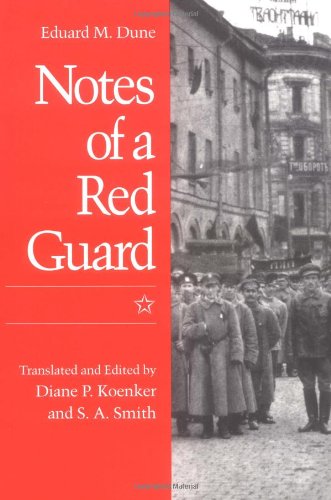 Eduard M. Dune
Notes
of a
Red
Guard
Translated and Edited by
Diane P. Koenker
and S. A. Smith